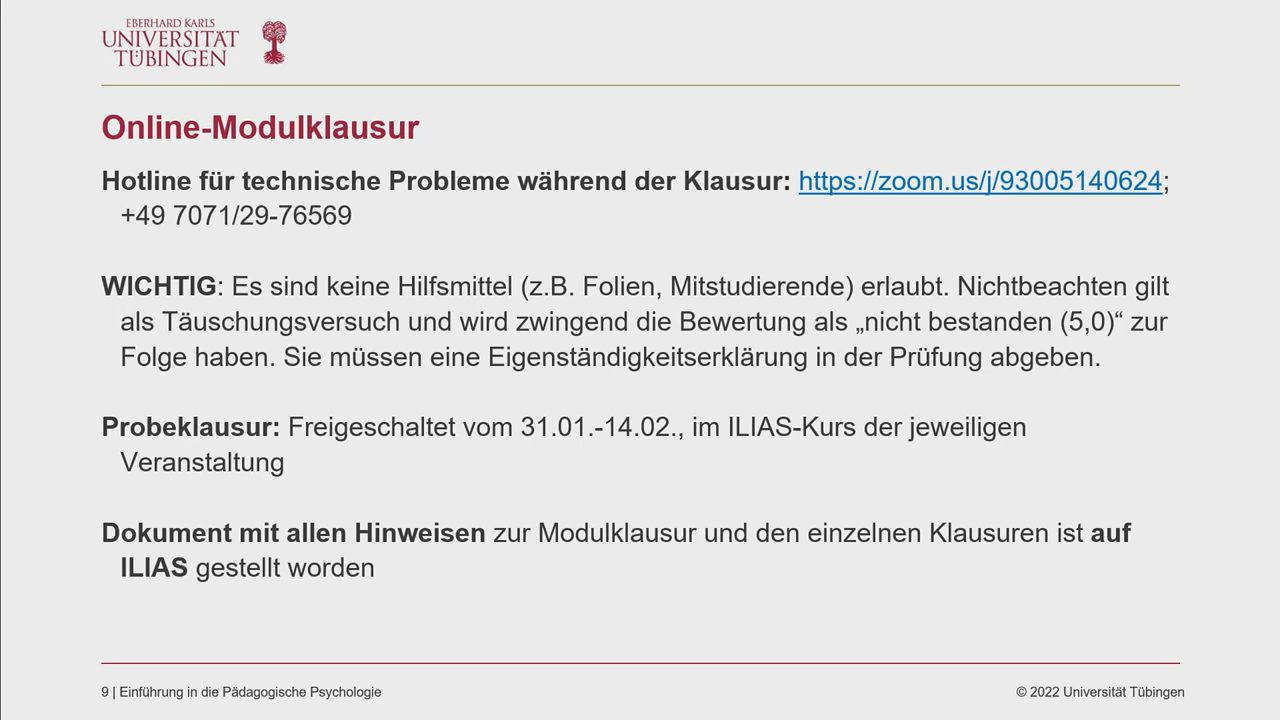 EBERHARD KARLS
UNIVERSITÄT
TÜBINGEN
Online-Modulklausur
Hotline für technische Probleme während der Klausur: https://zoom.us/j/93005140624;
+49 7071/29-76569
WICHTIG: Es sind keine Hilfsmittel (z.B. Folien, Mitstudierende) erlaubt. Nichtbeachten gilt
als Täuschungsversuch und wird zwingend die Bewertung als „nicht bestanden (5,0)“ zur
Folge haben. Sie müssen eine Eigenständigkeitserklärung in der Prüfung abgeben.
Probeklausur: Freigeschaltet vom 31.01.-14.02., im ILIAS-Kurs der jeweiligen
Veranstaltung
Dokument mit allen Hinweisen zur Modulklausur und den einzelnen Klausuren ist auf
ILIAS gestellt worden
9 | Einführung in die Pädagogische Psychologie
© 2022 Universität Tübingen